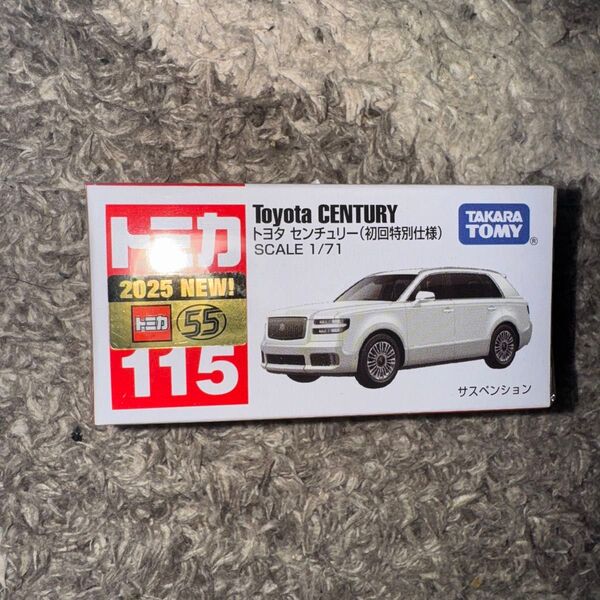 トミカ
2025 NEW!
トミカ 55
115
Toyota CENTURY
トヨタ センチュリー(初回特別仕様)
SCALE 1/71
TAKARA
TOMY®
サスペンション